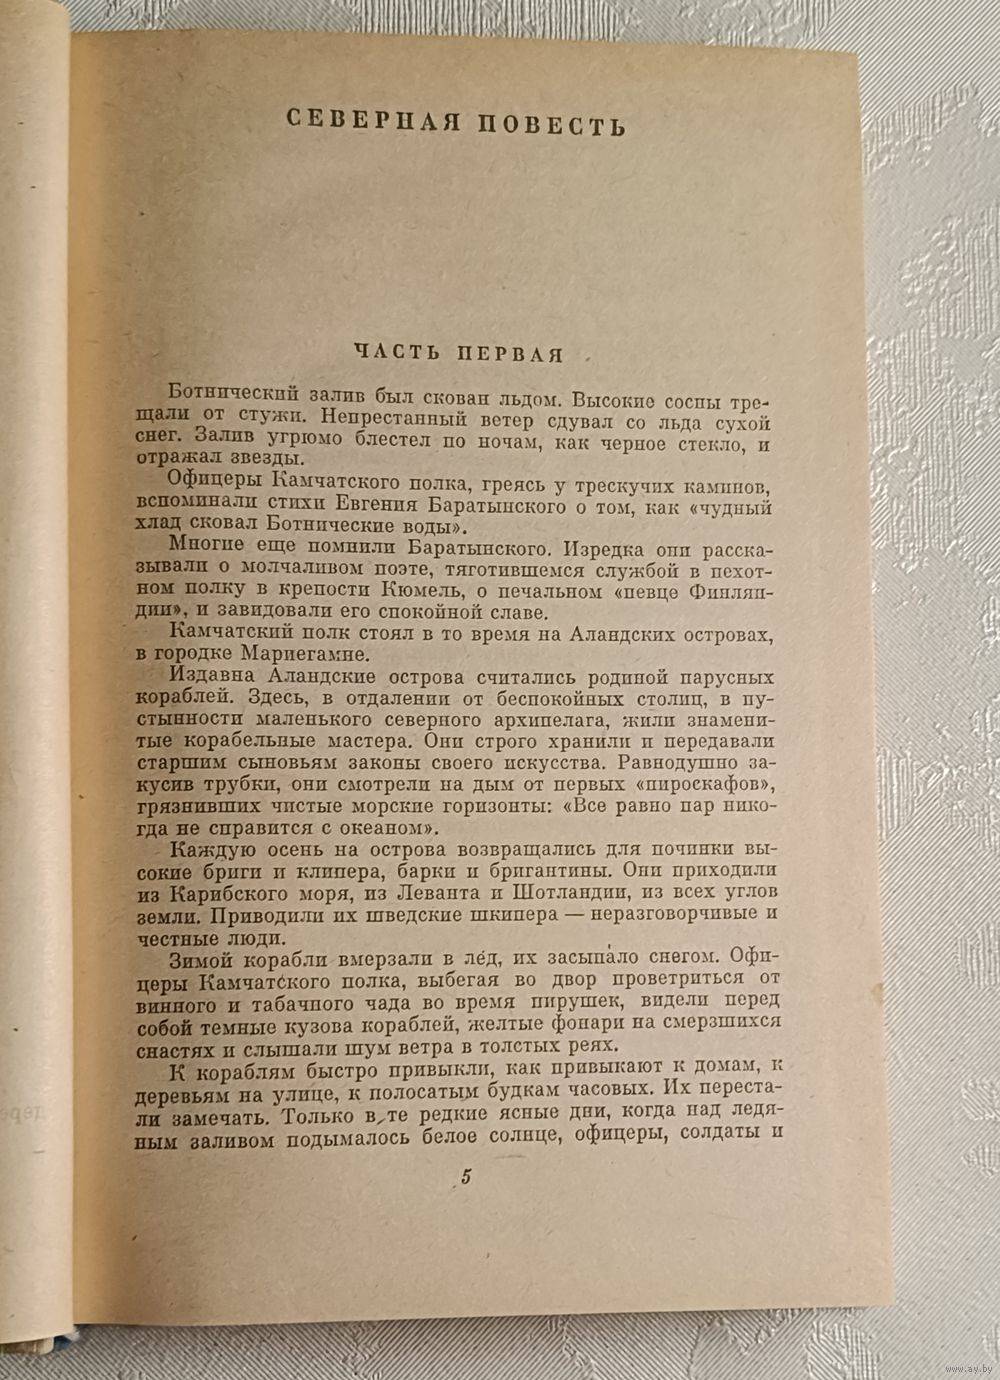 СЕВЕРНАЯ ПОВЕСТЬ
ЧАСТЬ ПЕРВАЯ
Ботнический залив был скован льдом. Высокие сосны тре-
щали от стужи. Непрестанный ветер сдувал со льда сухой
снег. Залив угрюмо блестел по ночам, как черное стекло, и
отражал звезды.
Офицеры Камчатского полка, греясь у трескучих каминов,
вспоминали стихи Евгения Баратынского о том, как «чудный
хлад сковал Ботнические воды».
Многие еще помнили Баратынского. Изредка они расска-
зывали о молчаливом поэте, тяготившемся службой в пехот-
ном полку в крепости Кюмель, о печальном «певце Финлян-
дии», и завидовали его спокойной славе.
Камчатский полк стоял в то время на Аландских островах,
в городке Мариегамне.
Издавна Аландские острова считались родиной парусных
кораблей. Здесь, в отдалении от беспокойных столиц, в пу-
стынности маленького северного архипелага, жили знамени-
тые корабельные мастера. Они строго хранили и передавали
старшим сыновьям законы своего искусства. Равнодушно за-
кусив трубки, они смотрели на дым от первых «пироскафов»,
грязнивших чистые морские горизонты: «Все равно пар нико-
гда не справится с океаном».
Каждую осень на острова возвращались для починки вы-
сокие бриги и клипера, барки и бригантины. Они приходили
из Карибского моря, из Леванта и Шотландии, из всех углов
земли. Приводили их шведские шкипера — неразговорчивые и
честные люди.
Зимой корабли вмерзали в лёд, их засыпало снегом. Офи-
церы Камчатского полка, выбегая во двор проветриться от
винного и табачного чада во время пирушек, видели перед
собой темные кузова кораблей, желтые фонари на смерзшихся
снастях и слышали шум ветра в толстых реях.
К кораблям быстро привыкли, как привыкают к домам, к
деревьям на улице, к полосатым будкам часовых. Их переста-
ли замечать. Только в те редкие ясные дни, когда над ледя-
ным заливом подымалось белое солнце, офицеры, солдаты и
5
www.ay.by